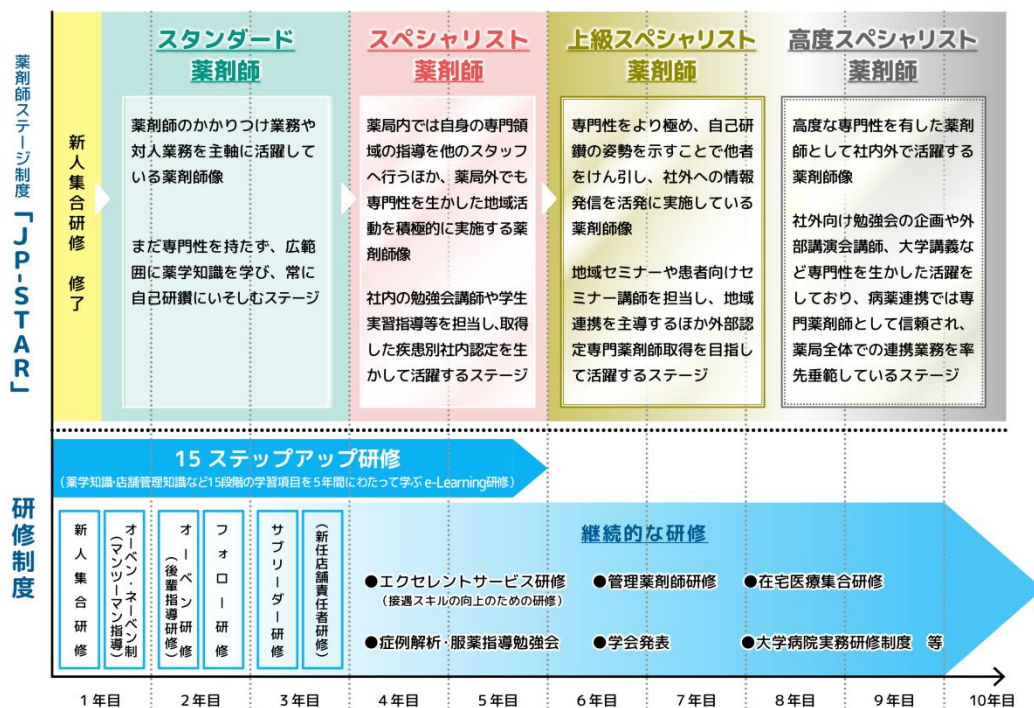 薬剤師ステージ制度
「JP-STAR」
新人集合研修 修了
スタンダード
薬剤師
薬剤師のかかりつけ業務や
対人業務を主軸に活躍して
いる薬剤師像
まだ専門性を持たず、広範
囲に薬学知識を学び、常に
自己研鑽にいそしむステージ
スペシャリスト
薬剤師
薬局内では自身の専門領
域の指導を他のスタッフ
へ行うほか、薬局外でも
専門性を生かした地域活
動を積極的に実施する薬
剤師像
社内の勉強会講師や学生
実習指導等を担当し、取得
した疾患別社内認定を生
かして活躍するステージ
上級スペシャリスト
薬剤師
専門性をより極め、自己研
鑽の姿勢を示すことで他者
をけん引し、社外への情報
発信を活発に実施している
薬剤師像
地域セミナーや患者向けセ
ミナー講師を担当し、地域
連携を主導するほか外部認
定専門薬剤師取得を目指し
て活躍するステージ
高度スペシャリスト
薬剤師
高度な専門性を有した薬剤
師として社内外で活躍する
薬剤師像
社外向け勉強会の企画や外
部講演会講師、大学講義な
ど専門性を生かした活躍を
しており、病薬連携では専
門薬剤師として信頼され、
薬局全体での連携業務を率
先垂範しているステージ
研修制度
15 ステップアップ研修
(薬学知識・店舗管理知識など15段階の学習項目を5年間にわたって学ぶe-Learning研修)
新人集合研修
オーベン・ネーベン制
(マンツーマン指導)
オーベン研修
(後輩指導研修)
フォロー研修
サブリーダー研修
(新任店舗責任者研修)
継続的な研修
●エクセレントサービス研修
(接遇スキルの向上のための研修)
●管理薬剤師研修
●在宅医療集合研修
●症例解析・服薬指導勉強会
●学会発表
●大学病院実務研修制度 等
1年目
2年目
3年目
4年目
5年目
6年目
7年目
8年目
9年目
10年目